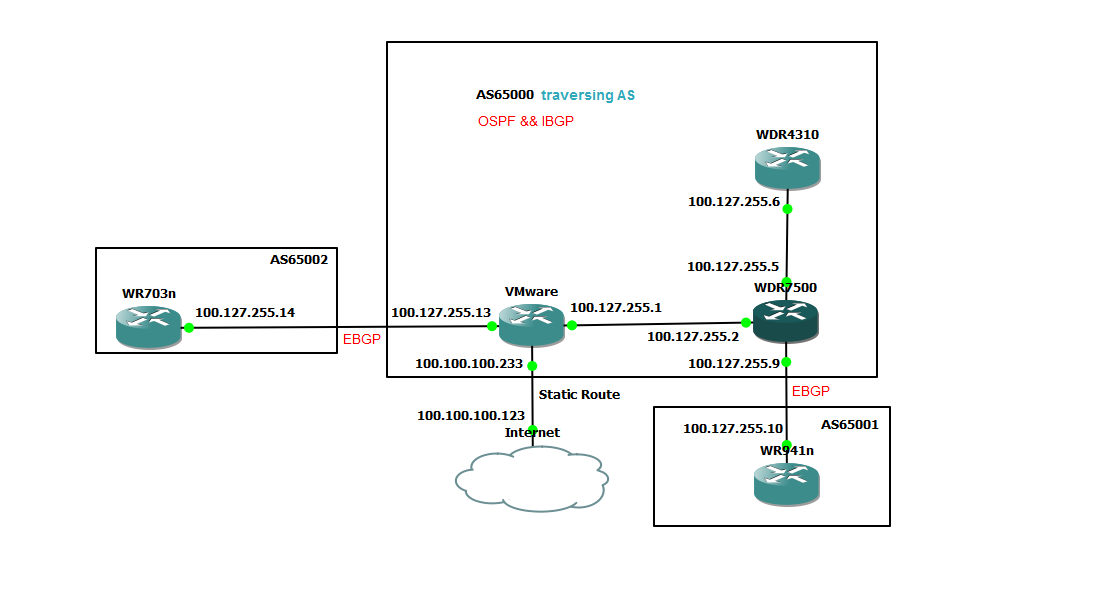 AS65000 traversing AS
OSPF && IBGP
WDR4310
100.127.255.6
AS65002
100.127.255.5
WDR7500
WR703n
VMware
100.127.255.14
100.127.255.13
100.127.255.1
EBGP
100.127.255.2
100.100.100.233
100.127.255.9
Static Route
EBGP
100.100.100.123
Internet
100.127.255.10
AS65001
WR941n